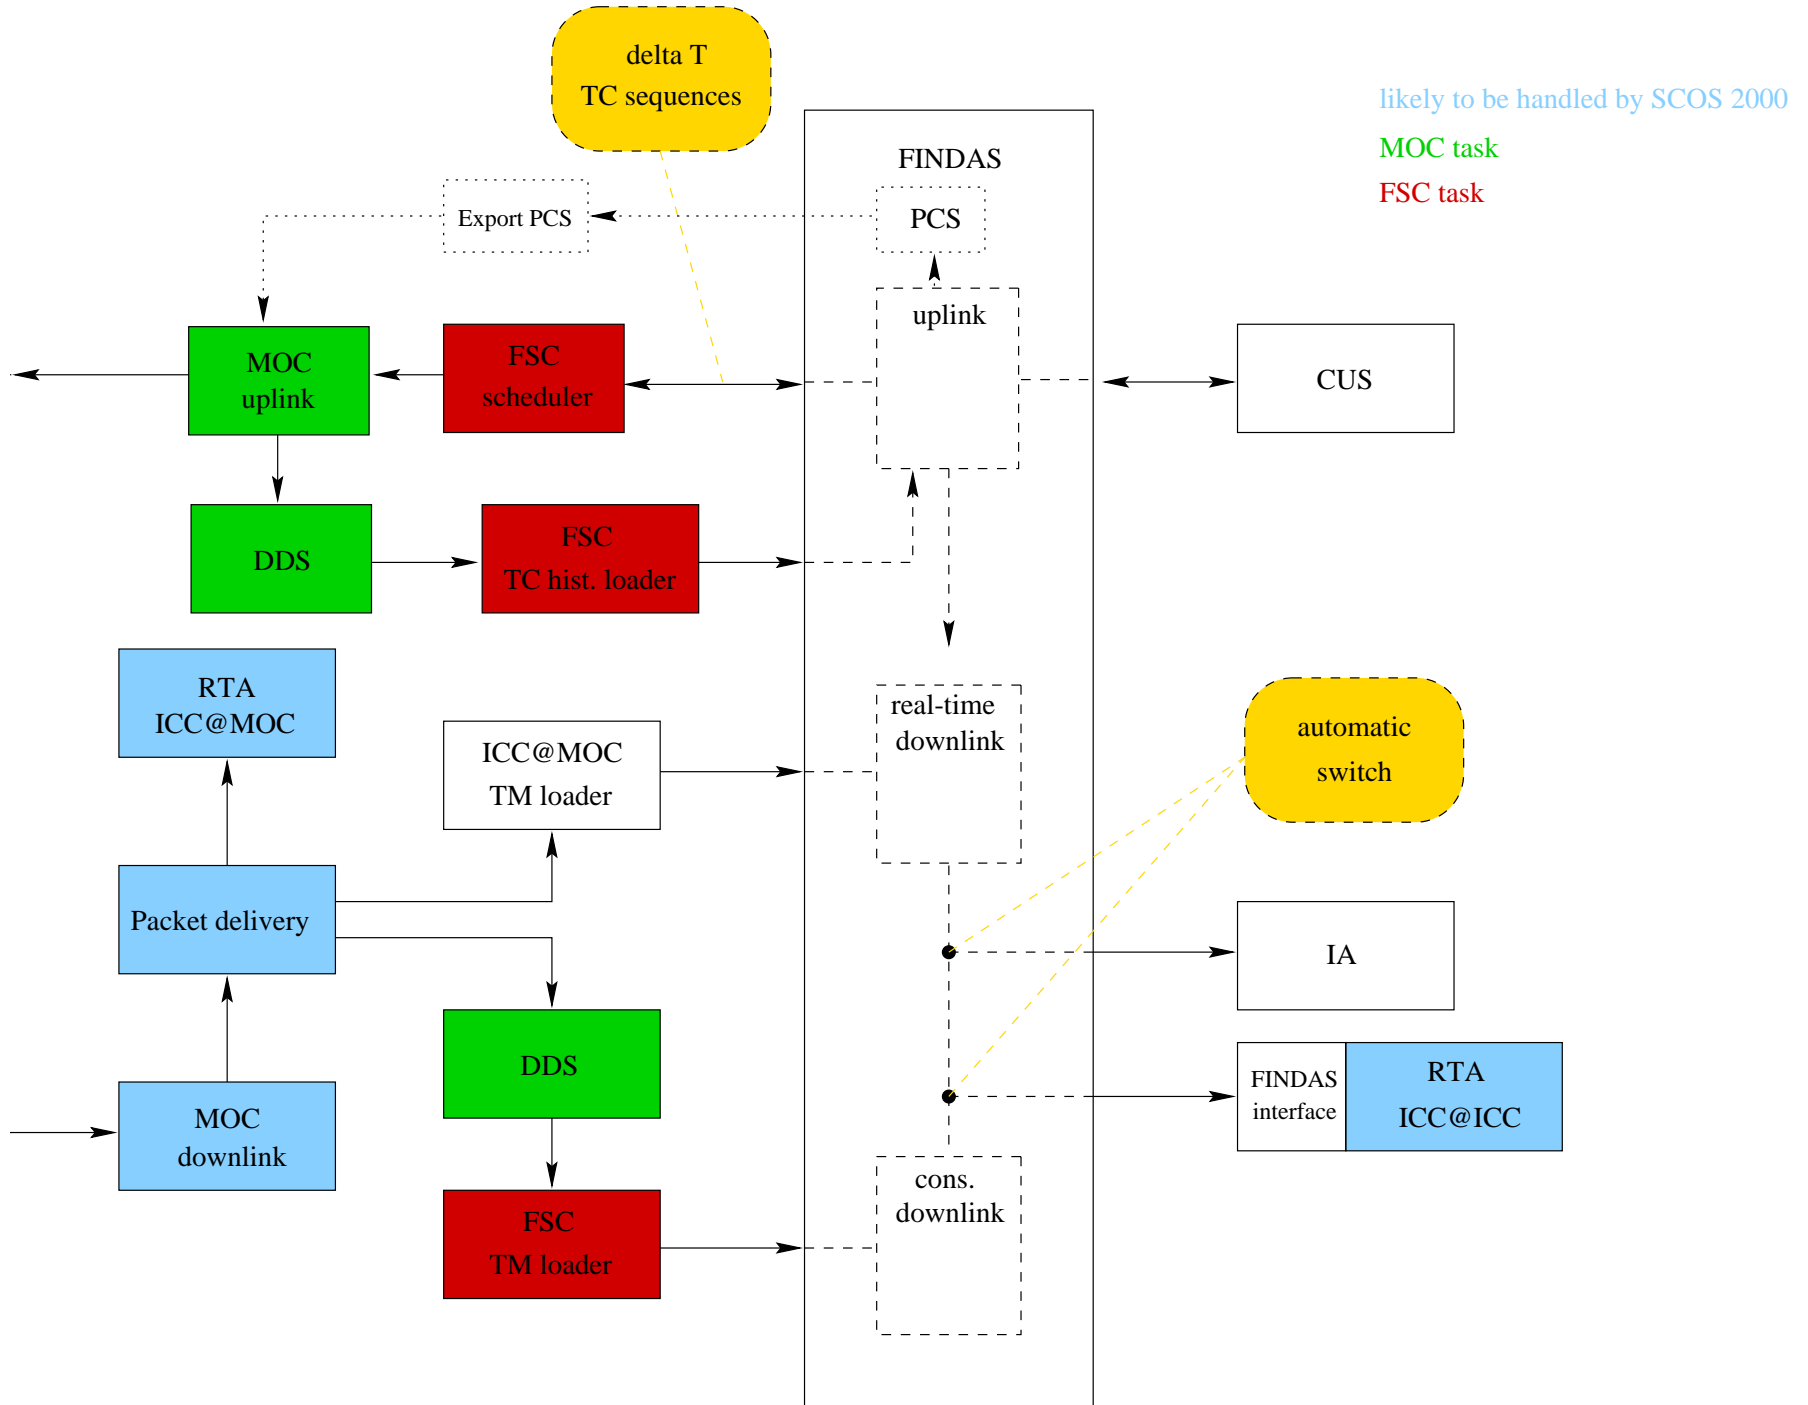 delta T
TC sequences
likely to be handled by SCOS 2000
MOC task
FSC task
FINDAS
Export PCS
PCS
uplink
MOC
uplink
FSC
scheduler
CUS
DDS
FSC
TC hist. loader
RTA
ICC@MOC
ICC@MOC
TM loader
real-time
downlink
automatic
switch
Packet delivery
IA
DDS
FINDAS
interface
RTA
ICC@ICC
MOC
downlink
FSC
TM loader
cons.
downlink